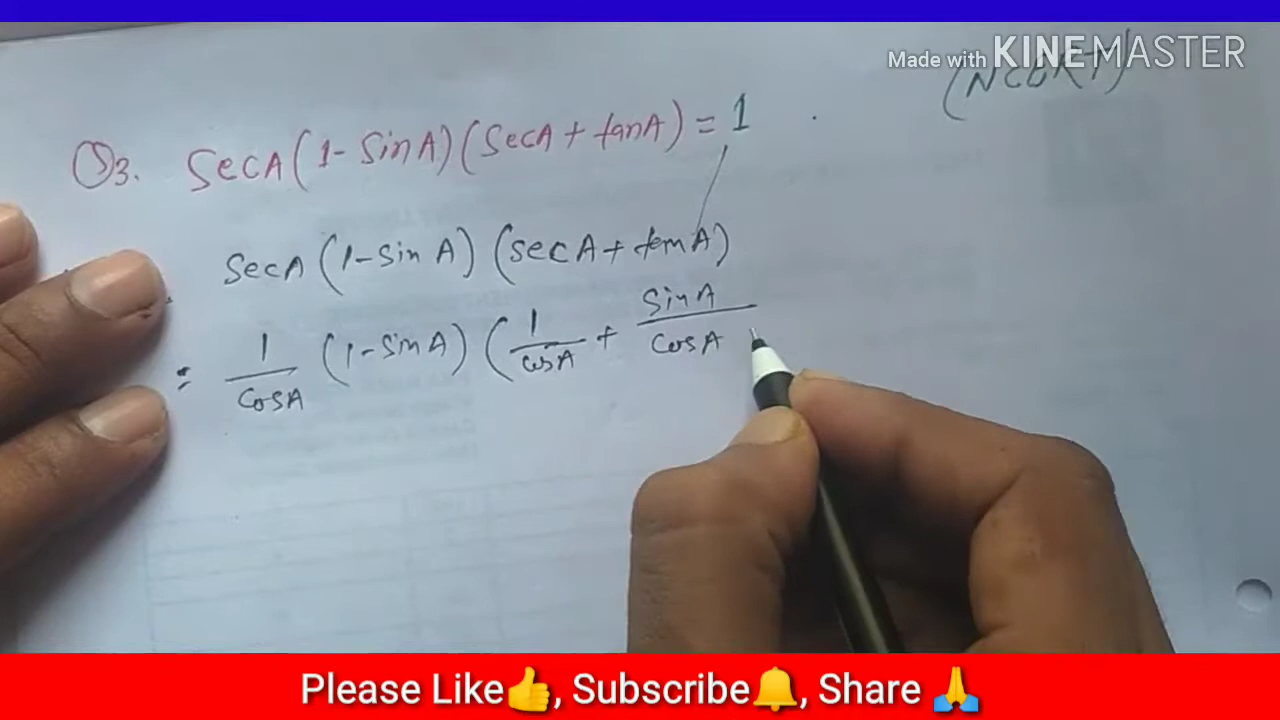 Made with KINEMASTER
(NCERT)
Q3. SecA(1-SinA)(SecA+tanA)=1
SecA(1-Sin A)(SecA+tanA)
= 1/CosA (1-SinA)(1/CosA + SinA/CosA
Please Like👍, Subscribe🔔, Share 🙏